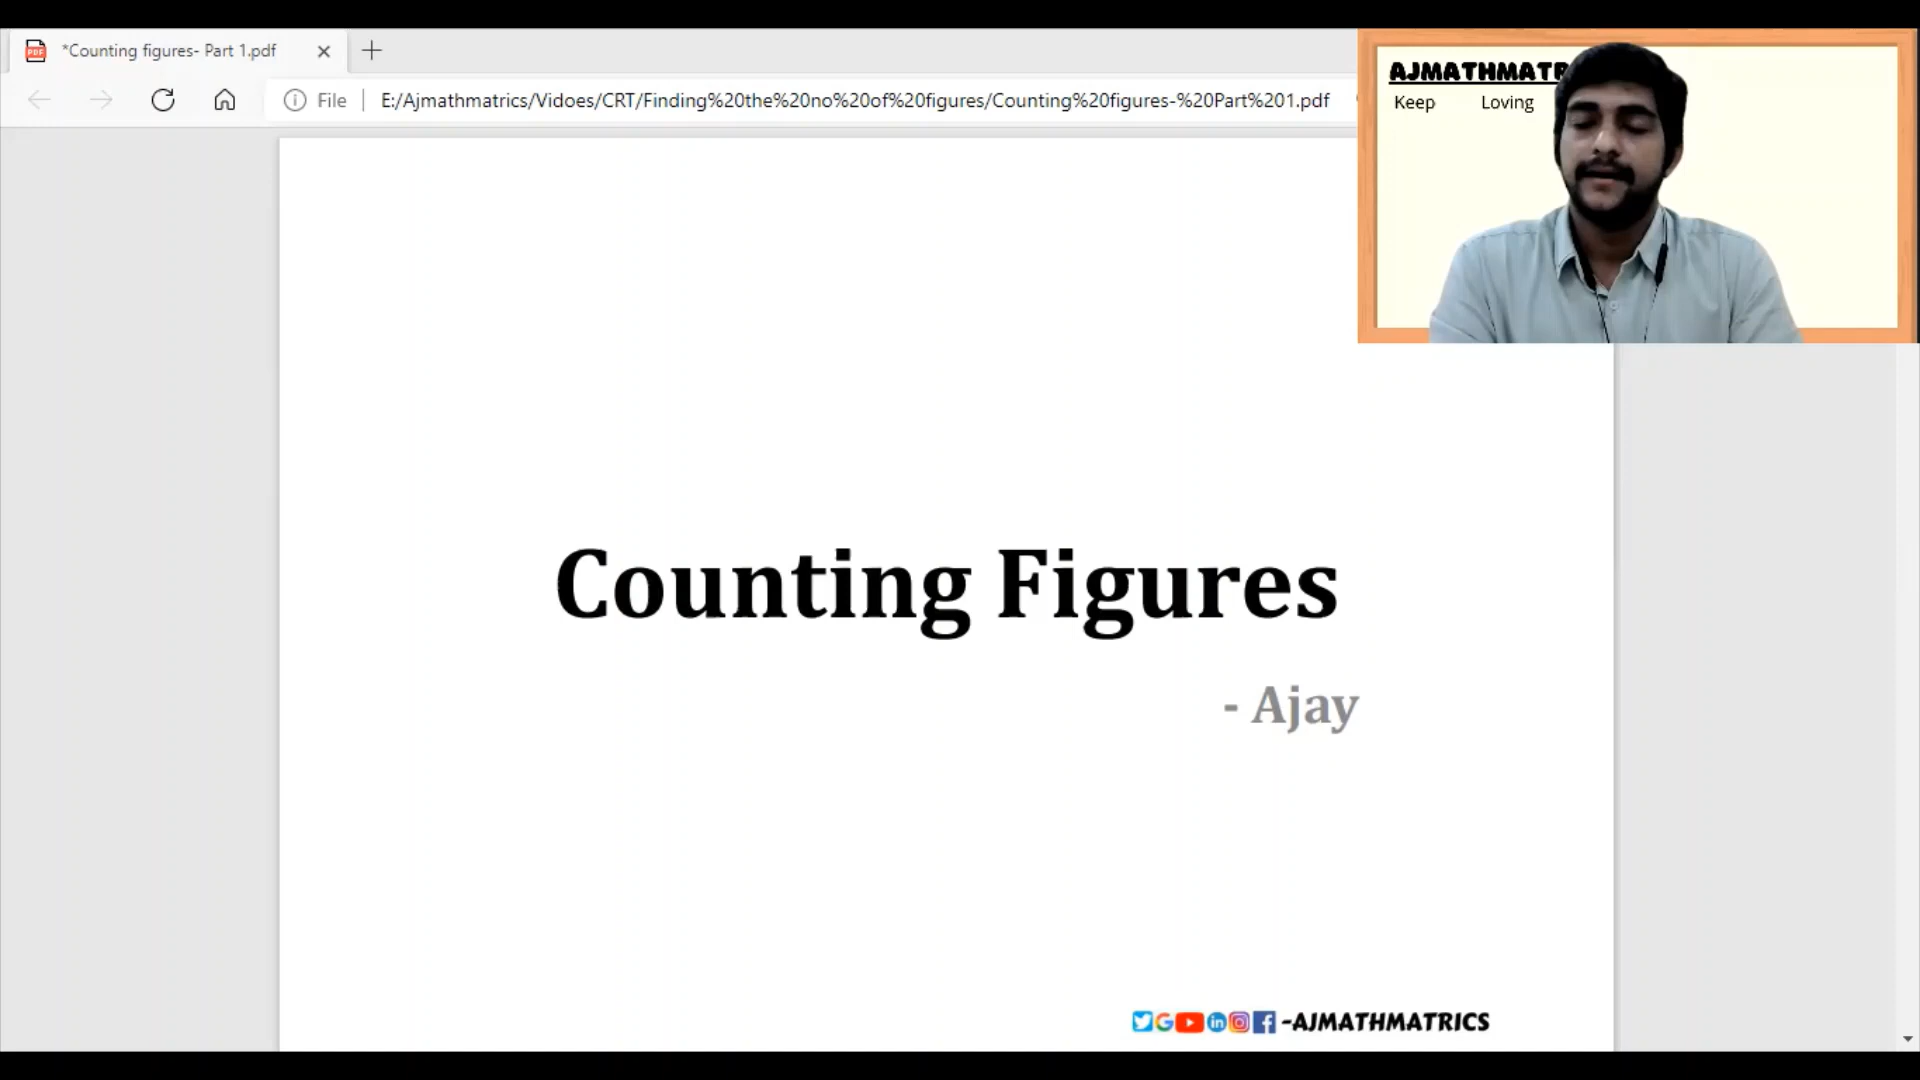 *Counting figures- Part 1.pdf
File
E:/Ajmathmatrics/Vidoes/CRT/Finding%20the%20no%20of%20figures/Counting%20figures-%20Part%201.pdf
Keep Loving
Counting Figures
- Ajay
-AJMATHMATRICS